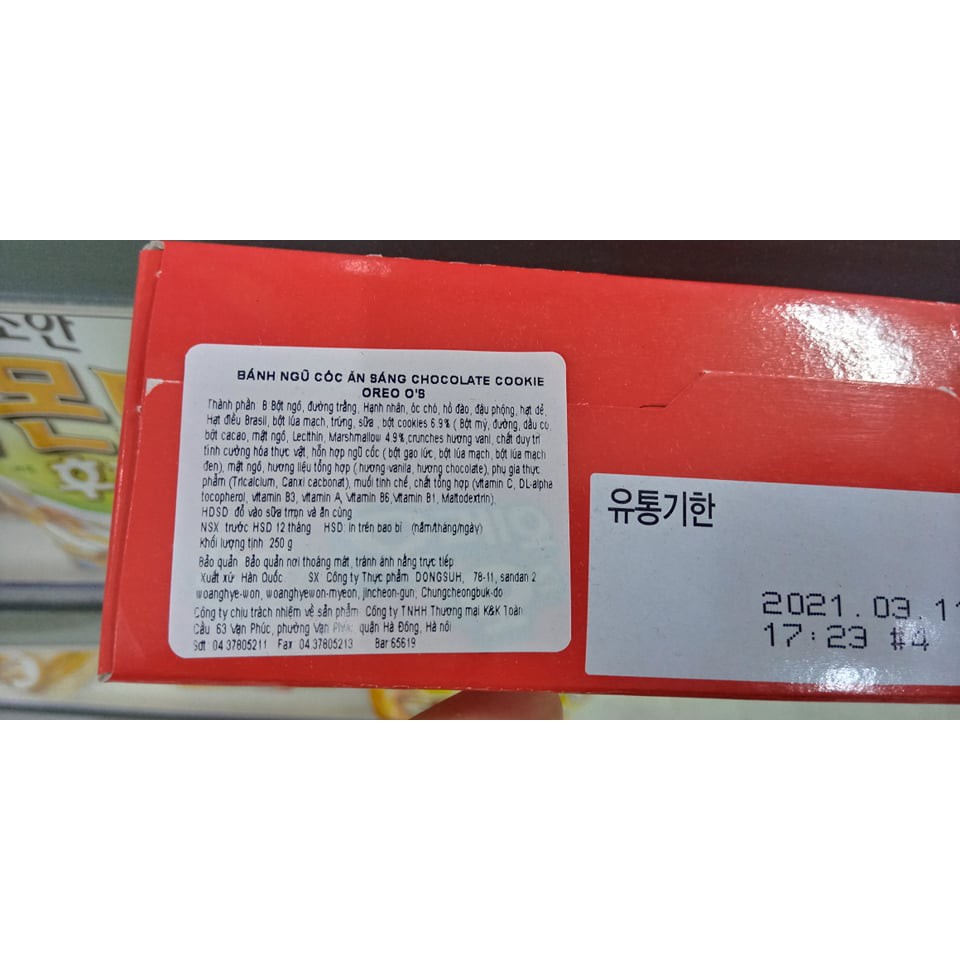 소안
BÁNH NGŨ CỐC ĂN SÁNG CHOCOLATE COOKIE
OREO O'S
Thành phần B Bột ngô, đường trắng, Hạnh nhân, óc chó, hồ đào, đậu phộng, hạt dẻ,
Hạt điều Brasil, bột lúa mạch, trứng, sữa , bột cookies 6.9% ( Bột mỳ, đường, dầu cọ,
bột cacao, mật ngô, Lecithin, Marshmallow 4.9% ,crunches hương vani, chất duy trì
tính cường hóa thực vật, hỗn hợp ngũ cốc ( bột gạo lức, bột lúa mạch, bột lúa mạch
đen), mật ngô, hương liệu tổng hợp ( hương vanila, hương chocolate), phụ gia thực
phẩm (Tricalcium, Canxi cacbonat), muối tinh chế, chất tổng hợp (vitamin C, DL-alpha
tocopherol, vitamin B3, vitamin A, Vitamin B6,Vitamin B1, Maltodextrin).
HDSD đổ vào sữa trrọn và ăn cùng
NSX trước HSD 12 tháng HSD: in trên bao bì (năm/tháng/ngày)
Khối lượng tịnh 250 g
Bảo quản Bảo quản nơi thoáng mát, tránh ánh nắng trực tiếp
Xuất xứ Hàn Quốc. SX Công ty Thực phẩm DONGSUH, 78-11, sandan 2
woanghye-won, woanghyewon-myeon, jincheon-gun, Chungcheongbuk-do
Công ty chịu trách nhiệm về sản phẩm Công ty TNHH Thương mại K&K Toàn
Cầu 63 Vạn Phúc, phường Vạn Phúc quận Hà Đông, Hà nội
Sdt 04 37805211 Fax 04 37805213 Bar 65619
유통기한
2021.03 11
17:23 #4